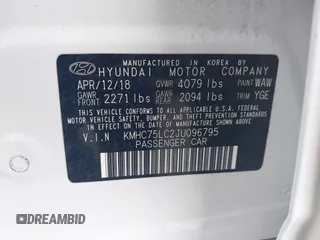 MANUFACTURED IN KOREA BY
HYUNDAI MOTOR COMPANY
APR/12/18 GVWR 4079 lbs PAINT WAW
GAWR FRONT 2271 lbs GAWR REAR 2094 lbs TRIM YGE
THIS VEHICLE CONFORMS TO ALL APPLICABLE
FEDERAL MOTOR VEHICLE SAFETY, BUMPER, AND
THEFT PREVENTION STANDARDS IN EFFECT ON
THE DATE OF MANUFACTURE SHOWN ABOVE.
V.I.N KMHC75LC2JU096795
PASSENGER CAR
© DIAMOND BID